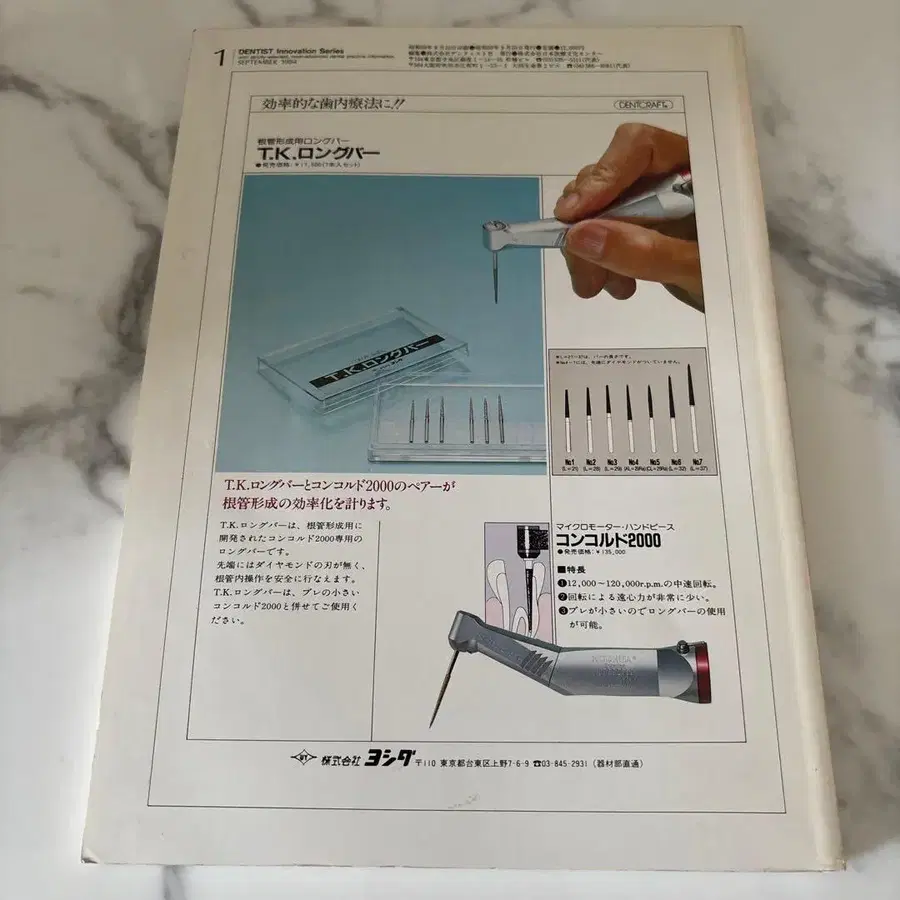 1
DENTIST Innovation Series
SEPTEMBER 1984
効率的な歯内療法に!!
DENTCRAFT
根管形成用ロングバー
T.K.ロングバー
T.K.ロングバー
No1 No2 No3 No4 No5 No6 No7
(L=21) (L=28)
(L=32) (L=37)
T.K.ロングバーとコンコルド2000のペアーが
根管形成の効率化を計ります。
T.K.ロングバーは、根管形成用に
開発されたコンコルド2000専用の
ロングバーです。
先端にはダイヤモンドの刃が無く、
根管内操作を安全に行なえます。
T.K.ロングバーは、ブレの小さい
コンコルド2000と併せてご使用く
ださい。
マイクロモーター・ハンドピース
コンコルド2000
●発売価格:¥135,000
■特長
❶12,000〜120,000r.p.m.の中速回転。
❷回転による遠心力が非常に少い。
❸ブレが小さいのでロングバーの使用
が可能。
株式会社ヨシダ 〒110 東京都台東区上野7-6-9 ☎03-845-2931 (器材部直通)